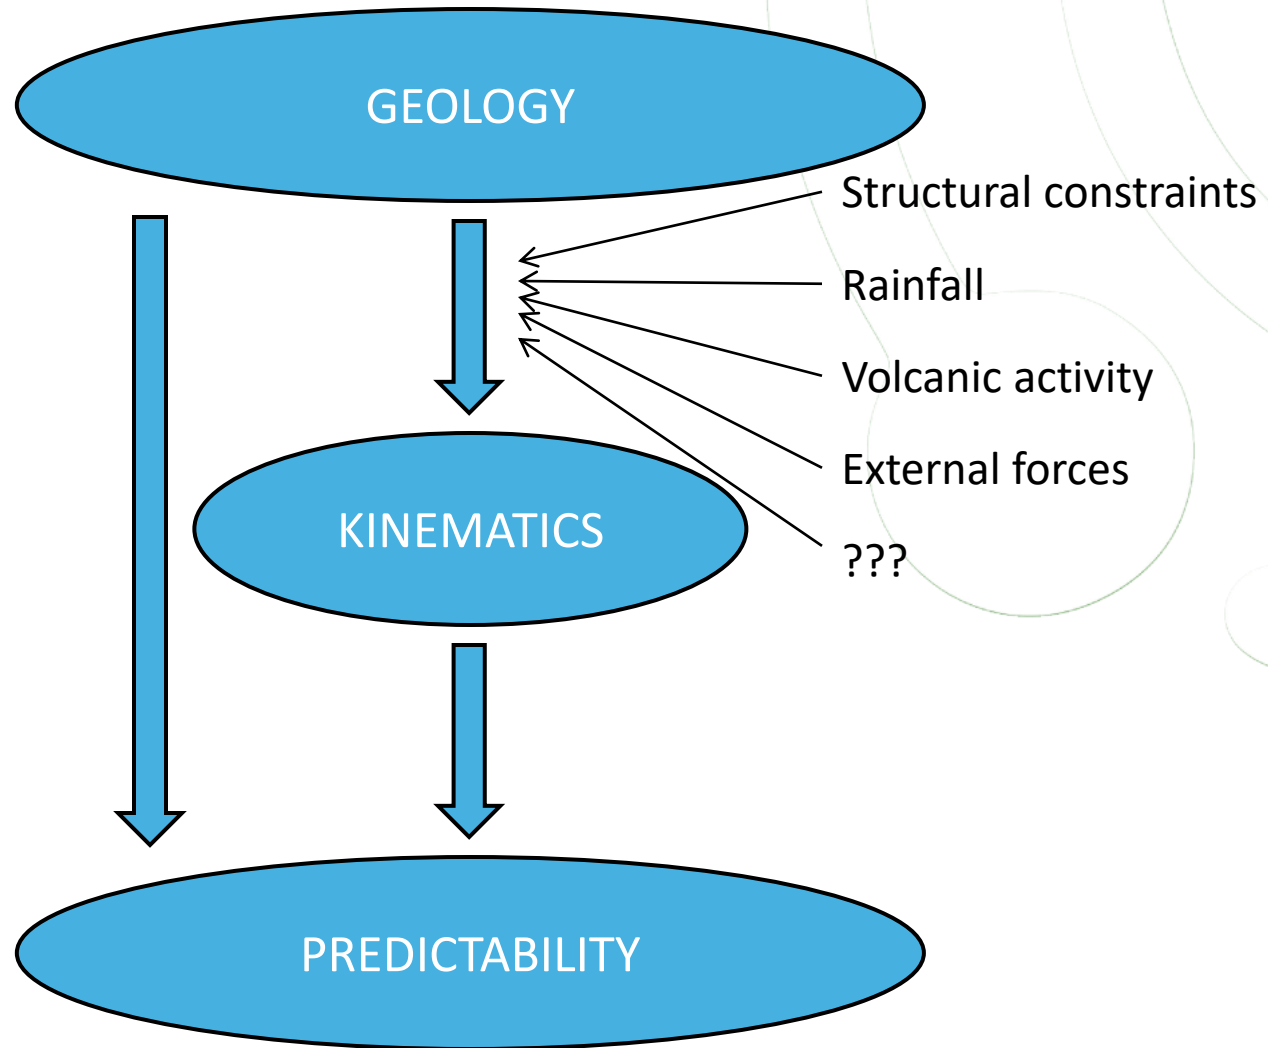 GEOLOGY
Structural constraints
Rainfall
Volcanic activity
External forces
KINEMATICS
???
PREDICTABILITY